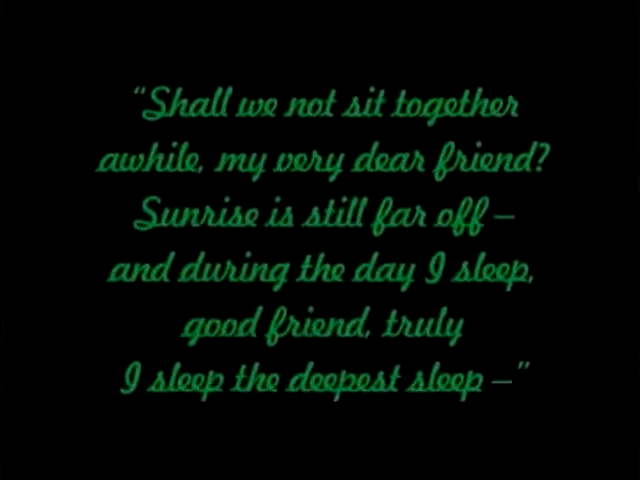 “Shall we not sit together
awhile, my very dear friend?
Sunrise is still far off –
and during the day I sleep,
good friend, truly
I sleep the deepest sleep –”